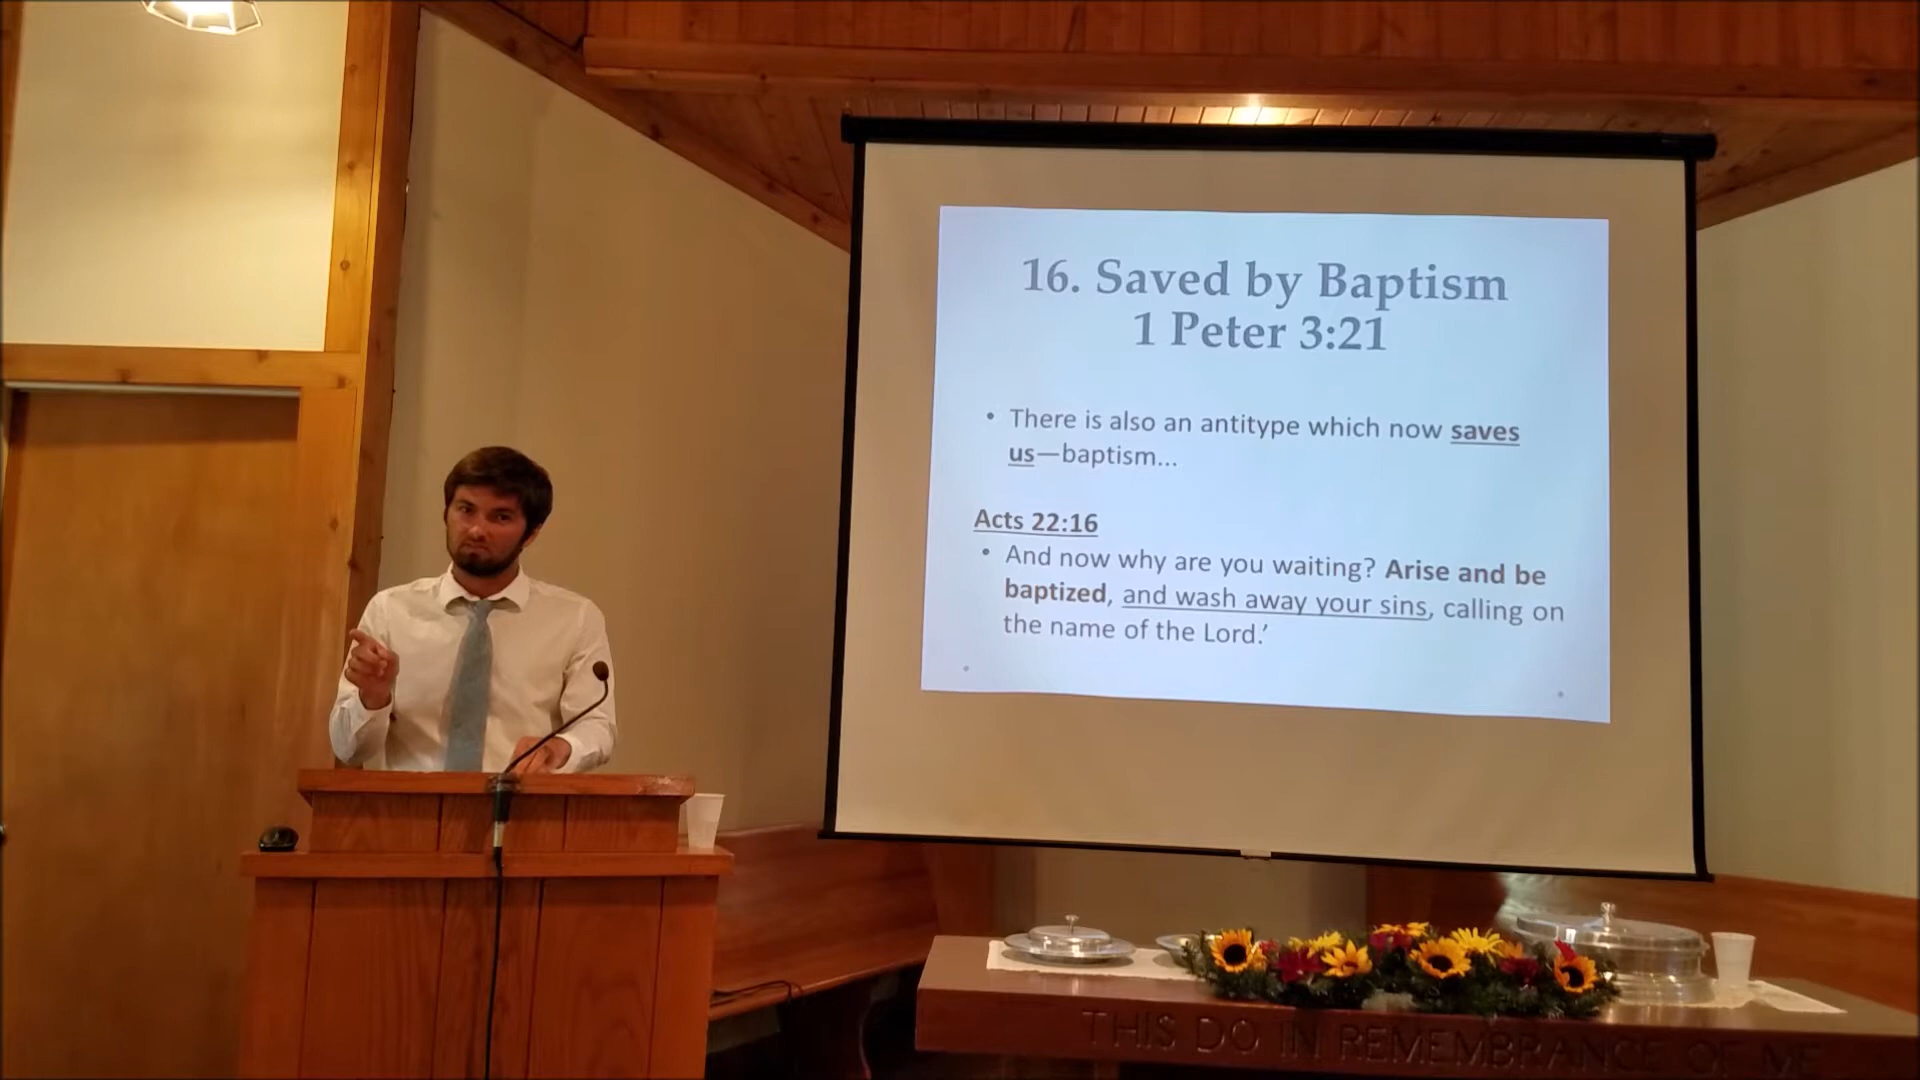 16. Saved by Baptism
1 Peter 3:21
• There is also an antitype which now saves
us—baptism...
Acts 22:16
• And now why are you waiting? Arise and be
baptized, and wash away your sins, calling on
the name of the Lord.’
THIS DO IN REMEMBRANCE OF ME